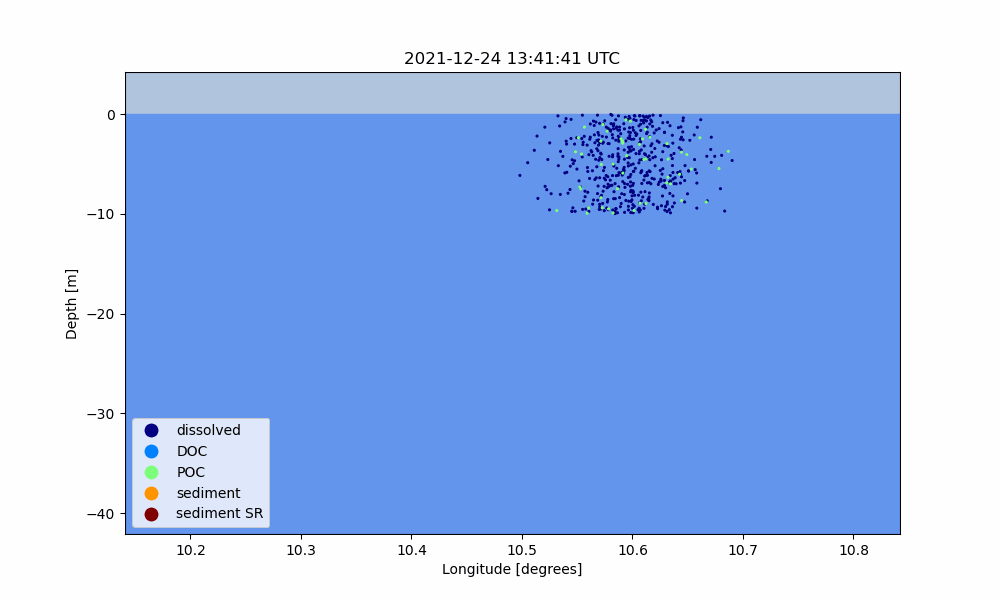 2021-12-24 13:41:41 UTC
0
−10
−20
−30
−40
Depth [m]
dissolved
DOC
POC
sediment
sediment SR
10.2 10.3 10.4 10.5 10.6 10.7 10.8
Longitude [degrees]